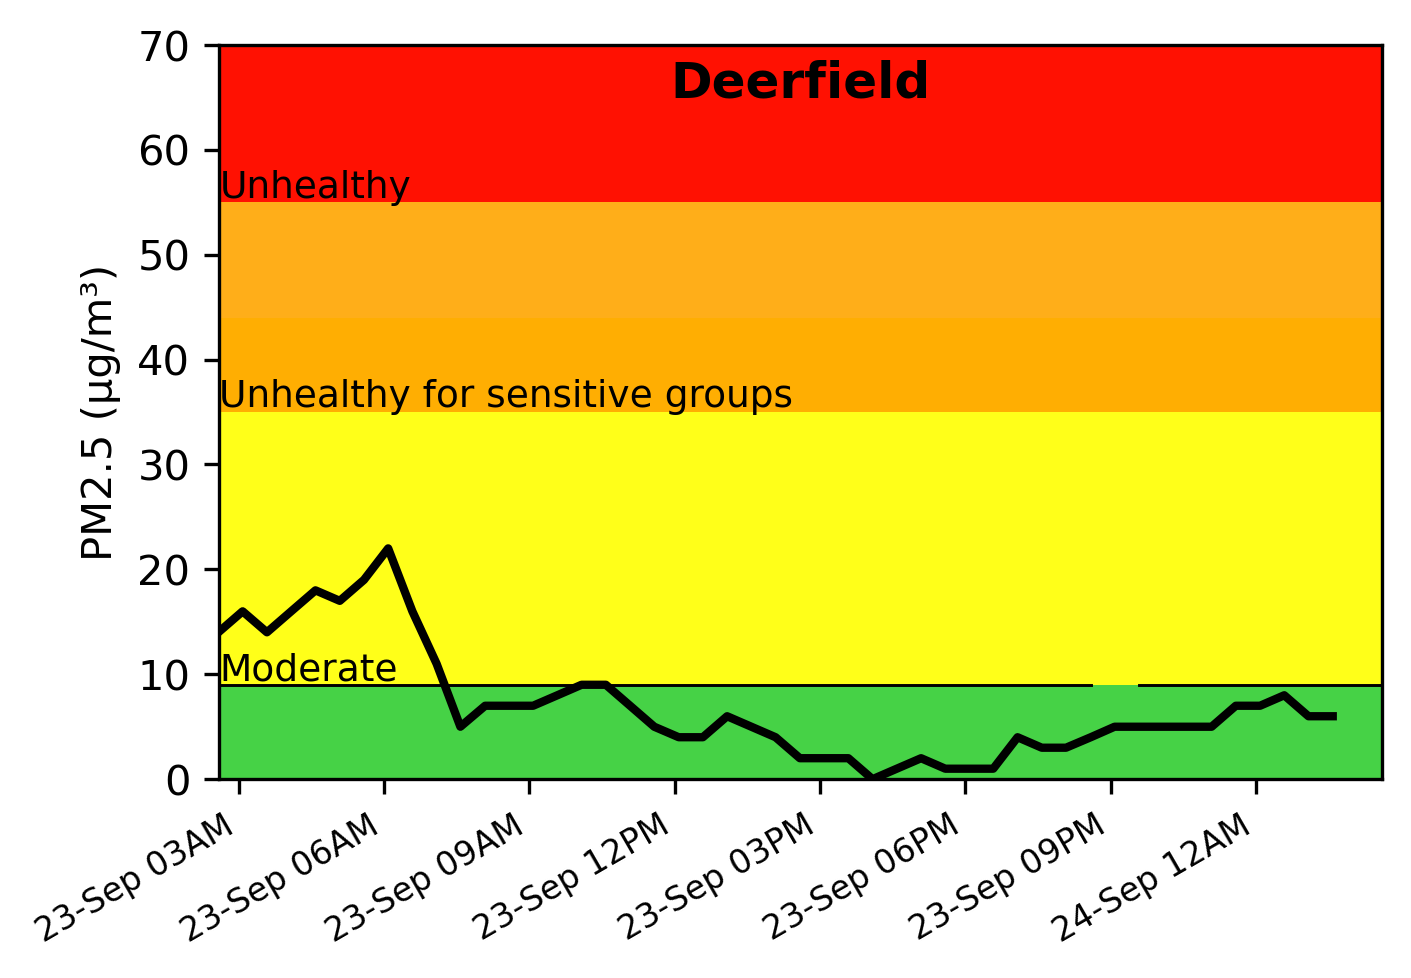 Deerfield
70
60
50
40
30
20
10
0
PM2.5 (µg/m³)
Unhealthy
Unhealthy for sensitive groups
Moderate
23-Sep 03AM
23-Sep 06AM
23-Sep 09AM
23-Sep 12PM
23-Sep 03PM
23-Sep 06PM
23-Sep 09PM
24-Sep 12AM